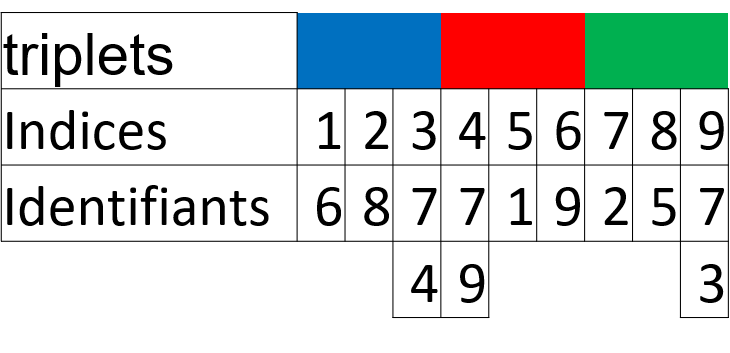 triplets
Indices 1 2 3 4 5 6 7 8 9
Identifiants 6 8 7 7 1 9 2 5 7
4 9 3